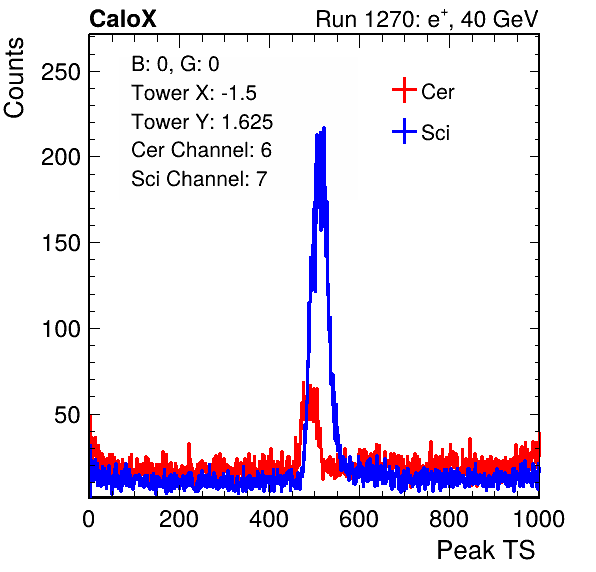 CaloX Run 1270: e⁺, 40 GeV
Counts
B: 0, G: 0
Tower X: -1.5
Tower Y: 1.625
Cer Channel: 6
Sci Channel: 7
Cer
Sci
250
200
150
100
50
0 200 400 600 800 1000
Peak TS